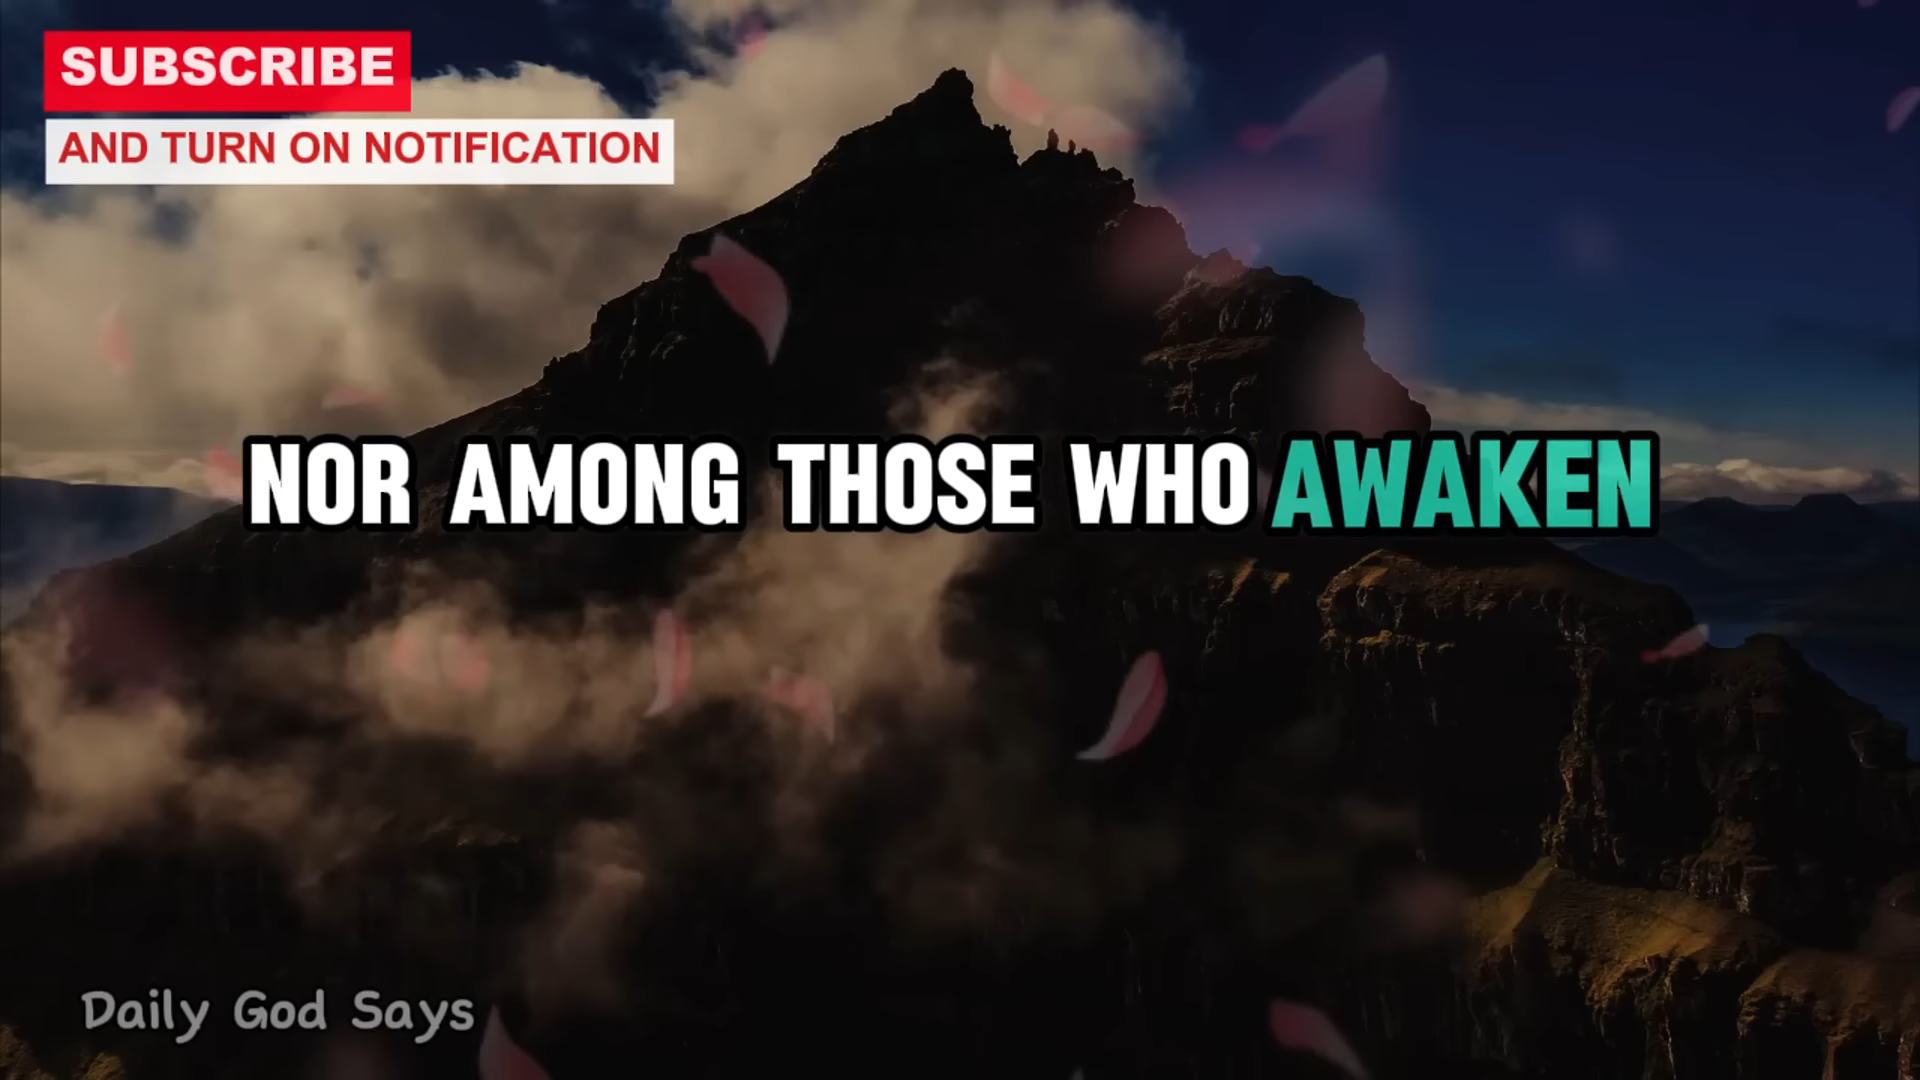 SUBSCRIBE
AND TURN ON NOTIFICATION
NOR AMONG THOSE WHO AWAKEN
Daily God Says